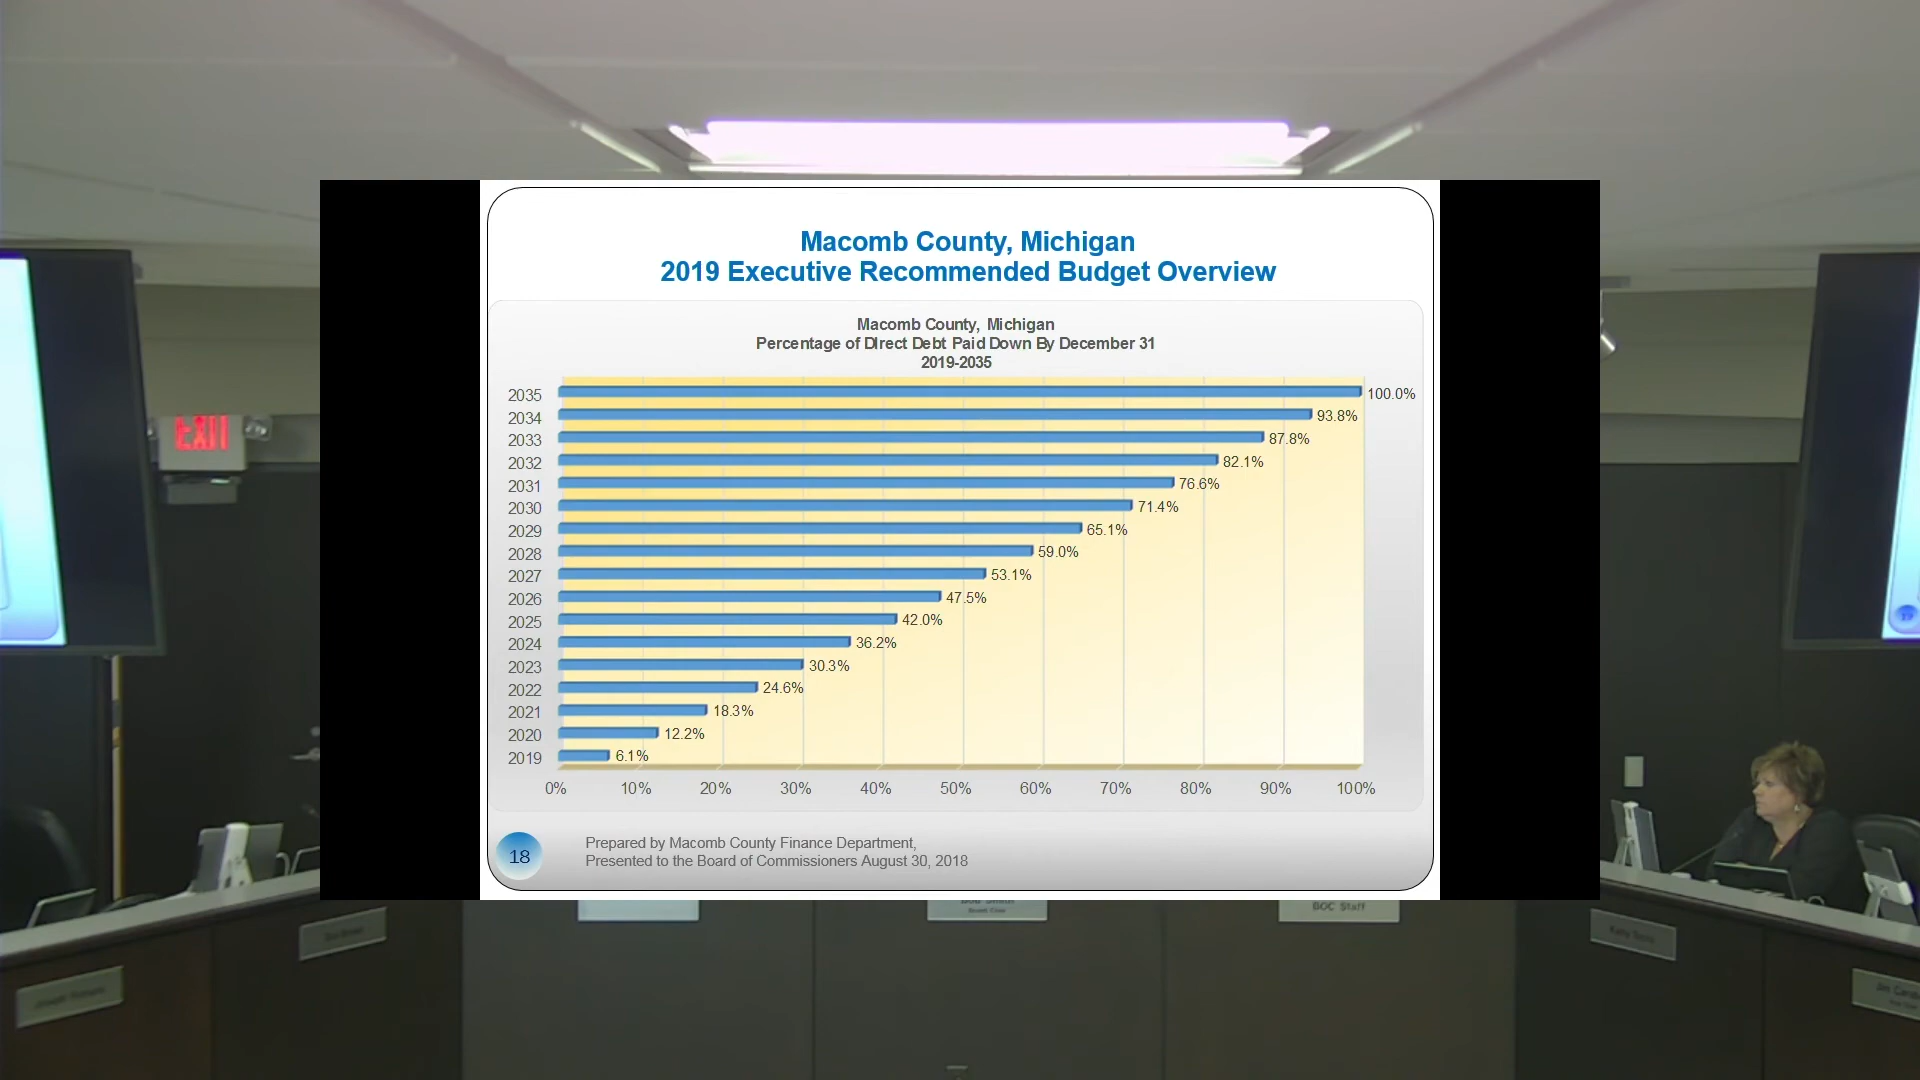 Macomb County, Michigan
2019 Executive Recommended Budget Overview
Macomb County, Michigan
Percentage of DIrect Debt Paid Down By December 31
2019-2035
2035 100.0%
2034 93.8%
2033 87.8%
2032 82.1%
2031 76.6%
2030 71.4%
2029 65.1%
2028 59.0%
2027 53.1%
2026 47.5%
2025 42.0%
2024 36.2%
2023 30.3%
2022 24.6%
2021 18.3%
2020 12.2%
2019 6.1%
0% 10% 20% 30% 40% 50% 60% 70% 80% 90% 100%
18
Prepared by Macomb County Finance Department,
Presented to the Board of Commissioners August 30, 2018
EXIT
BOC Staff